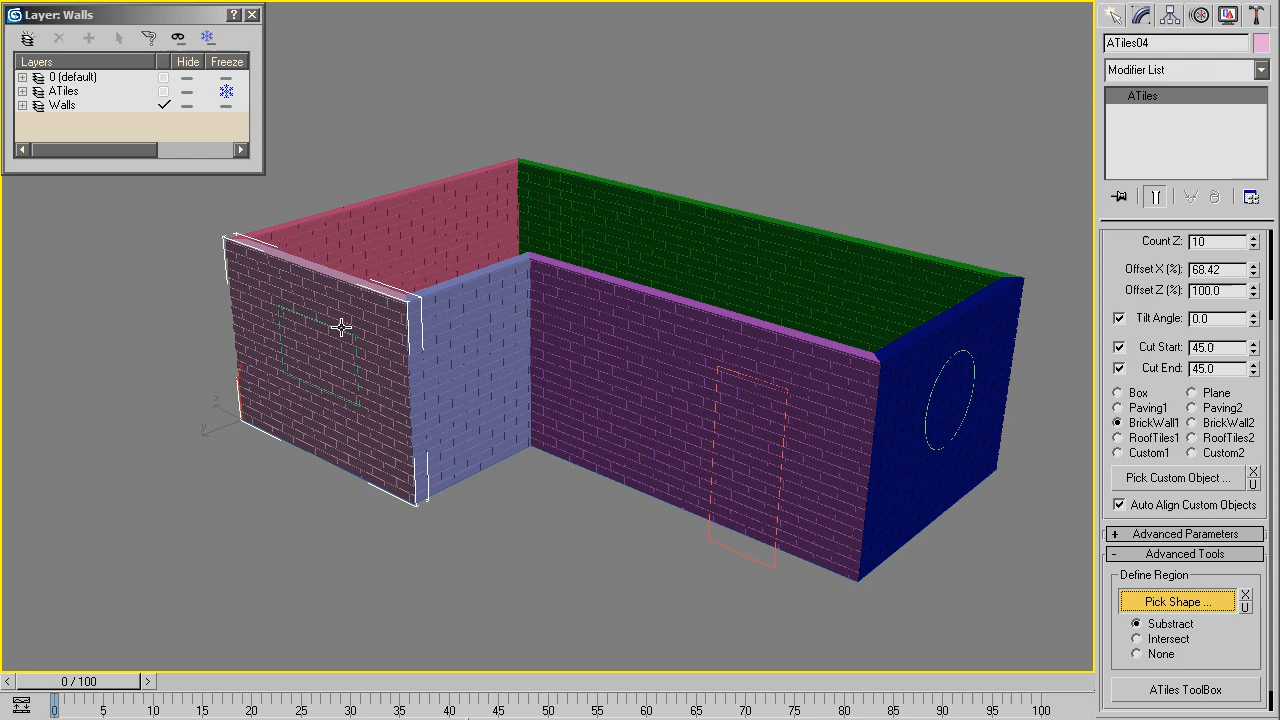 Layer: Walls
Layers Hide Freeze
0 (default)
ATiles
Walls
x
y
ATiles04
Modifier List
ATiles
Count Z: 10
Offset X (%): 68.42
Offset Z (%): 100.0
Tilt Angle: 0.0
Cut Start: 45.0
Cut End: 45.0
Box Plane
Paving1 Paving2
BrickWall1 BrickWall2
RoofTiles1 RoofTiles2
Custom1 Custom2
Pick Custom Object ... X
U
Auto Align Custom Objects
+ Advanced Parameters
- Advanced Tools
Define Region
Pick Shape ... X
U
Substract
Intersect
None
ATiles ToolBox
< 0 / 100 >
0 5 10 15 20 25 30 35 40 45 50 55 60 65 70 75 80 85 90 95 100